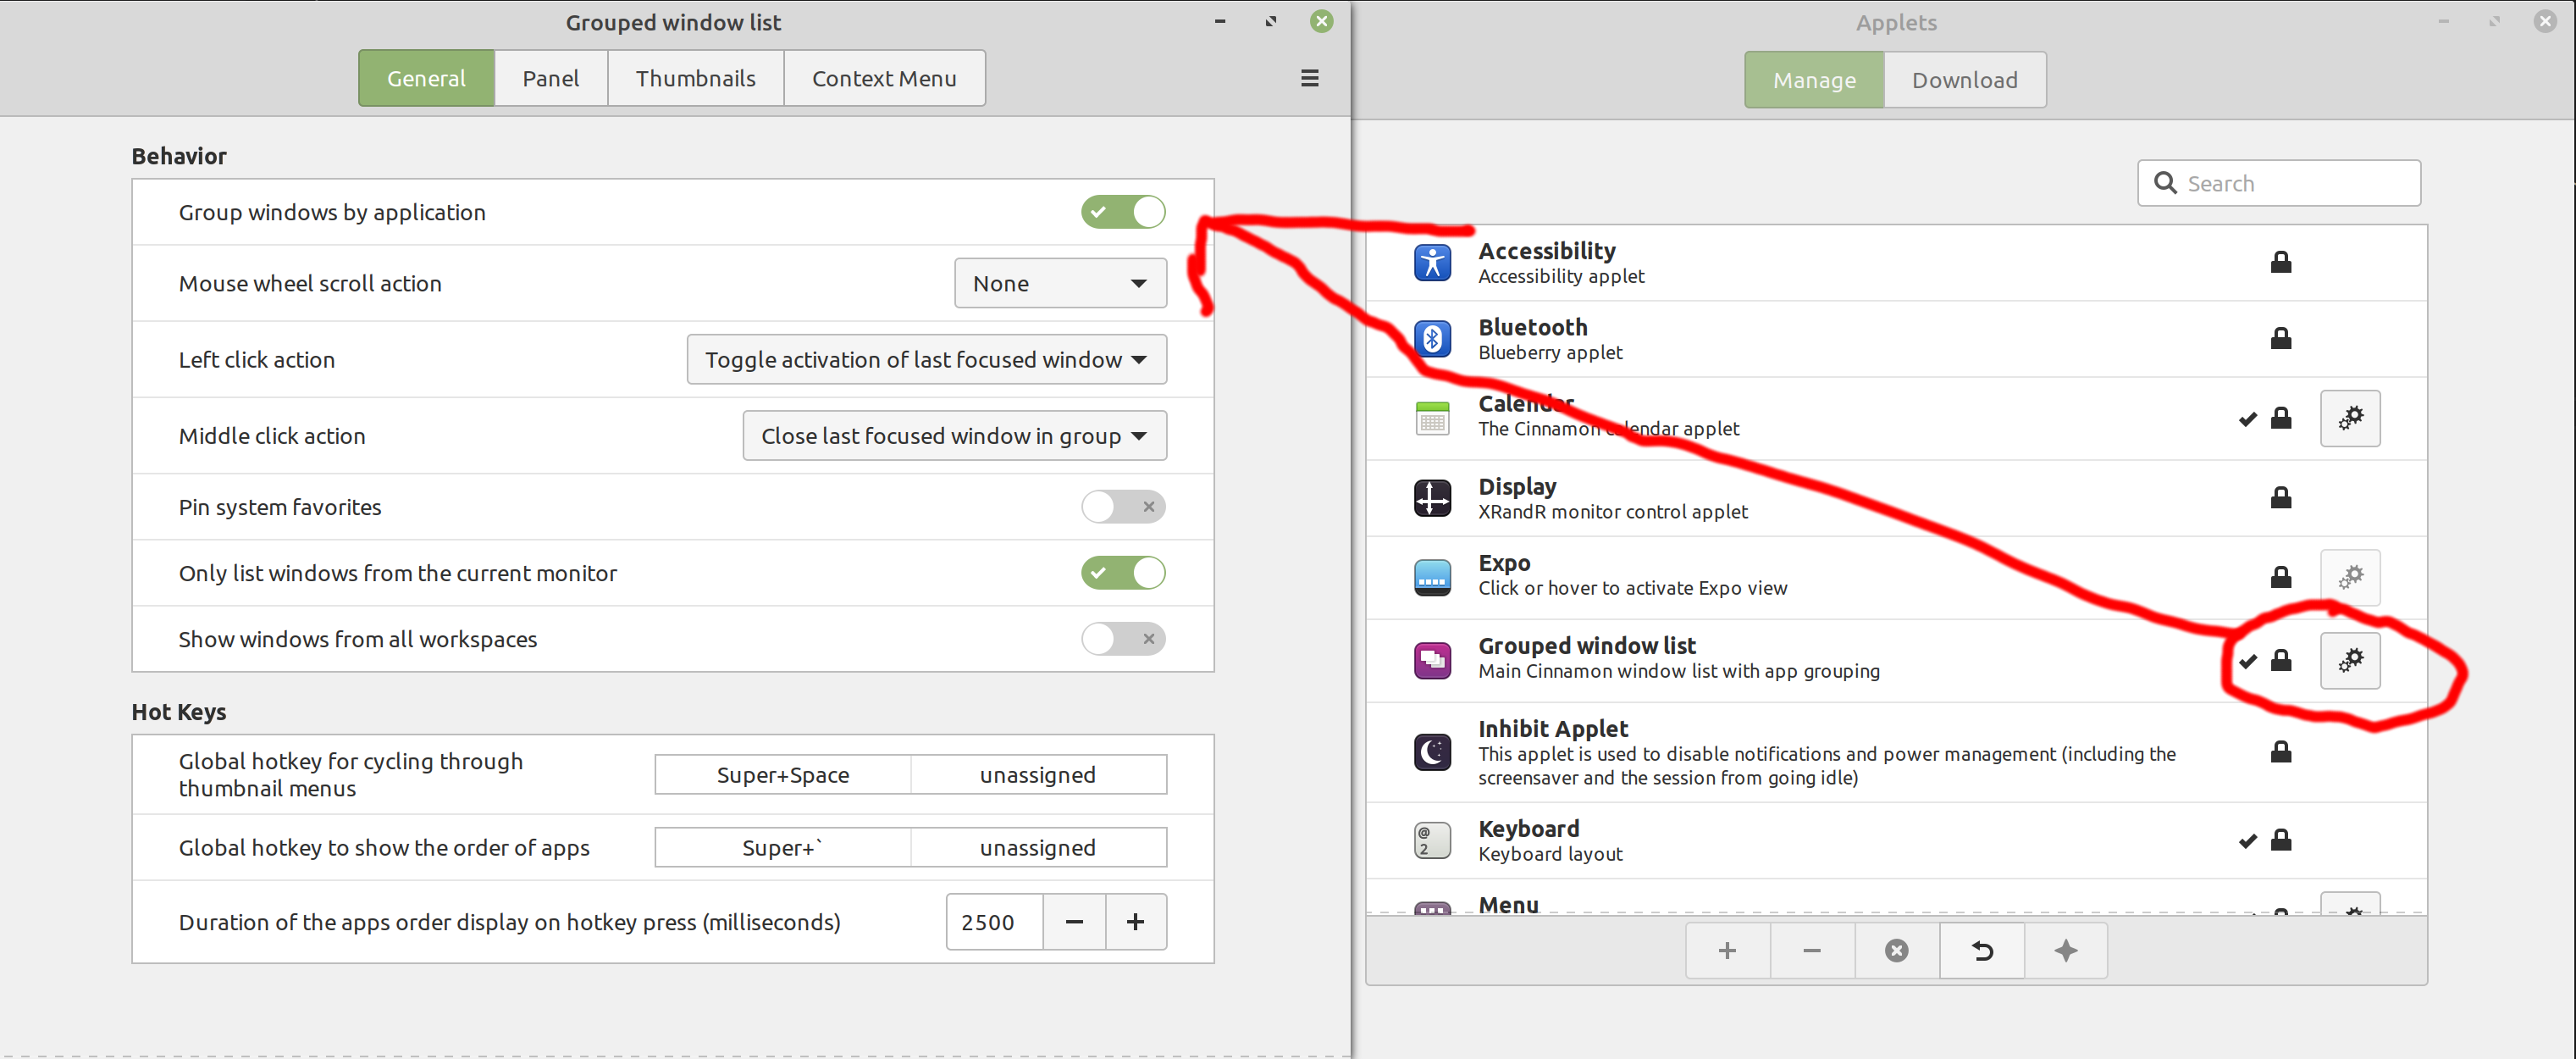 Grouped window list
General Panel Thumbnails Context Menu
Behavior
Group windows by application
Mouse wheel scroll action None
Left click action Toggle activation of last focused window
Middle click action Close last focused window in group
Pin system favorites
Only list windows from the current monitor
Show windows from all workspaces
Hot Keys
Global hotkey for cycling through
thumbnail menus
Super+Space unassigned
Global hotkey to show the order of apps Super+` unassigned
Duration of the apps order display on hotkey press (milliseconds) 2500
Applets
Manage Download
Search
Accessibility
Accessibility applet
Bluetooth
Blueberry applet
Calendar
The Cinnamon calendar applet
Display
XRandR monitor control applet
Expo
Click or hover to activate Expo view
Grouped window list
Main Cinnamon window list with app grouping
Inhibit Applet
This applet is used to disable notifications and power management (including the
screensaver and the session from going idle)
Keyboard
Keyboard layout
Menu